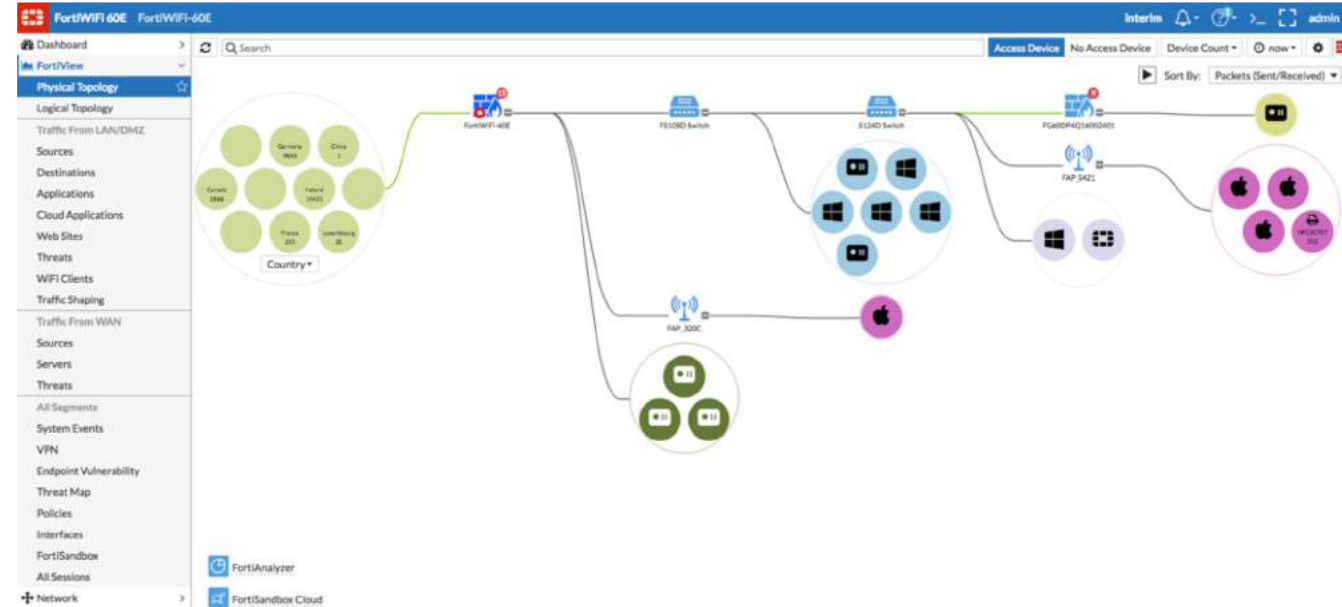 FortiWiFi 60E FortiWiFi-60E
Interim
admin
Dashboard
Search
Access Device No Access Device Device Count now
FortiView
Physical Topology
Sort By: Packets (Sent/Received)
Logical Topology
Traffic From LAN/DMZ
Sources
Destinations
Applications
Cloud Applications
Web Sites
Threats
WiFi Clients
Traffic Shaping
Traffic From WAN
Sources
Servers
Threats
All Segments
System Events
VPN
Endpoint Vulnerability
Threat Map
Policies
Interfaces
FortiSandbox
All Sessions
Network
Germany
China
1
Canada
France
Luxembourg
Country
FortiWiFi-60E
FS108D Switch
S124D Switch
FAP_S421
FAP_320C
FortiAnalyzer
FortiSandbox Cloud